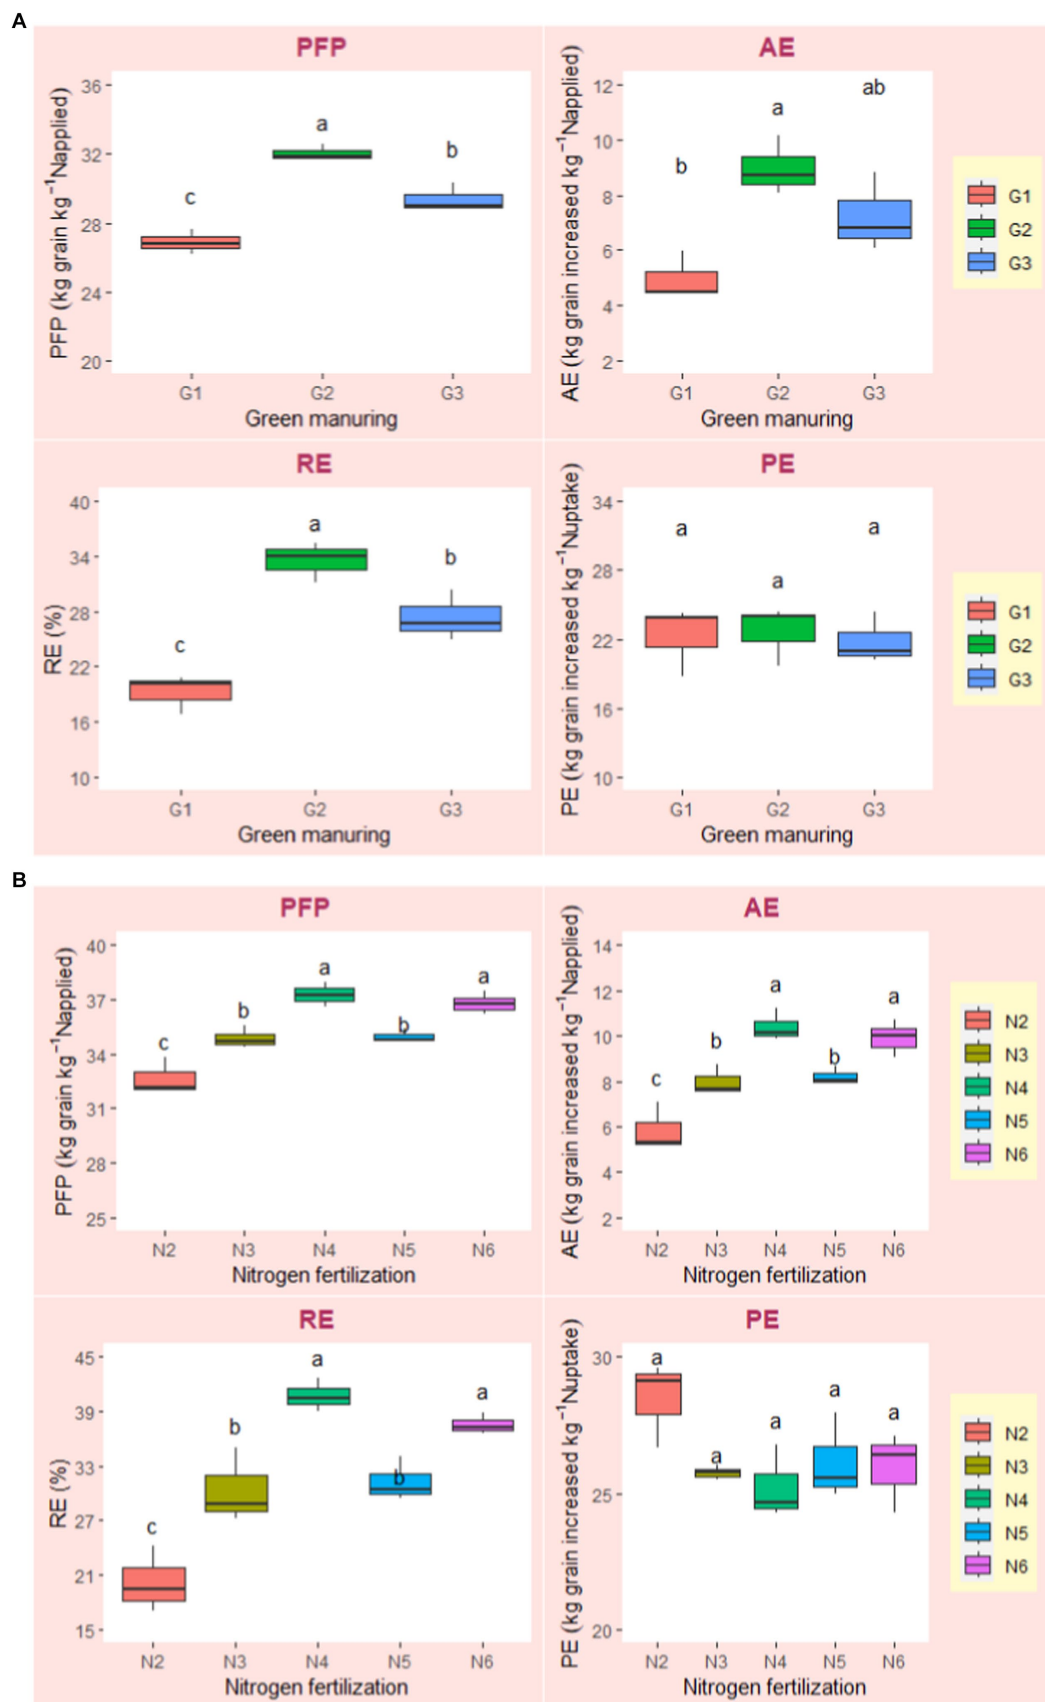 A
PFP
PFP (kg grain kg⁻¹Napplied)
36
32
28
24
20
c
a
b
G1
G2
G3
Green manuring
AE
AE (kg grain increased kg⁻¹Napplied)
12
10
8
6
4
2
b
a
ab
G1
G2
G3
Green manuring
G1
G2
G3
RE
RE (%)
40
34
28
22
16
10
c
a
b
G1
G2
G3
Green manuring
PE
PE (kg grain increased kg⁻¹Nuptake)
34
28
22
16
10
a
a
a
G1
G2
G3
Green manuring
G1
G2
G3
B
PFP
PFP (kg grain kg⁻¹Napplied)
40
37
34
31
28
25
c
b
a
b
a
N2
N3
N4
N5
N6
Nitrogen fertilization
AE
AE (kg grain increased kg⁻¹Napplied)
14
12
10
8
6
4
2
c
b
a
b
a
N2
N3
N4
N5
N6
Nitrogen fertilization
N2
N3
N4
N5
N6
RE
RE (%)
45
39
33
27
21
15
c
b
a
b
a
N2
N3
N4
N5
N6
Nitrogen fertilization
PE
PE (kg grain increased kg⁻¹Nuptake)
30
25
20
a
a
a
a
a
N2
N3
N4
N5
N6
Nitrogen fertilization
N2
N3
N4
N5
N6